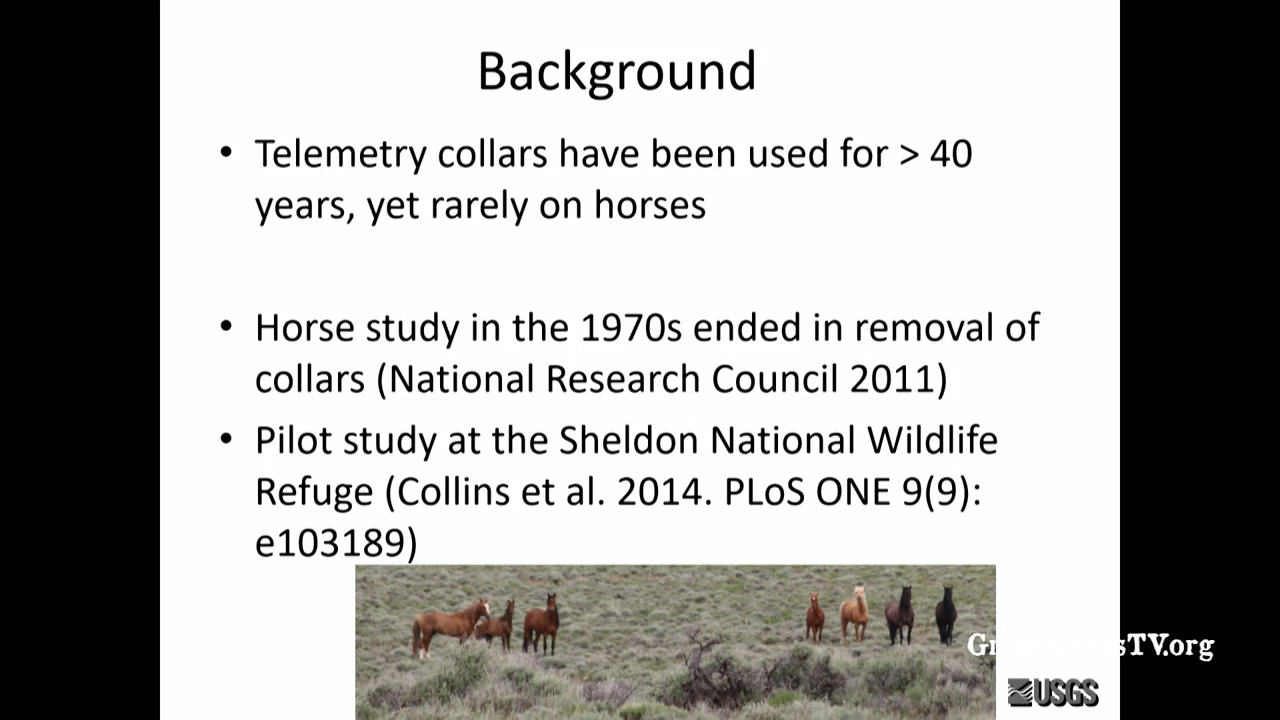 Background
• Telemetry collars have been used for > 40
years, yet rarely on horses
• Horse study in the 1970s ended in removal of
collars (National Research Council 2011)
• Pilot study at the Sheldon National Wildlife
Refuge (Collins et al. 2014. PLoS ONE 9(9):
e103189)
USGS